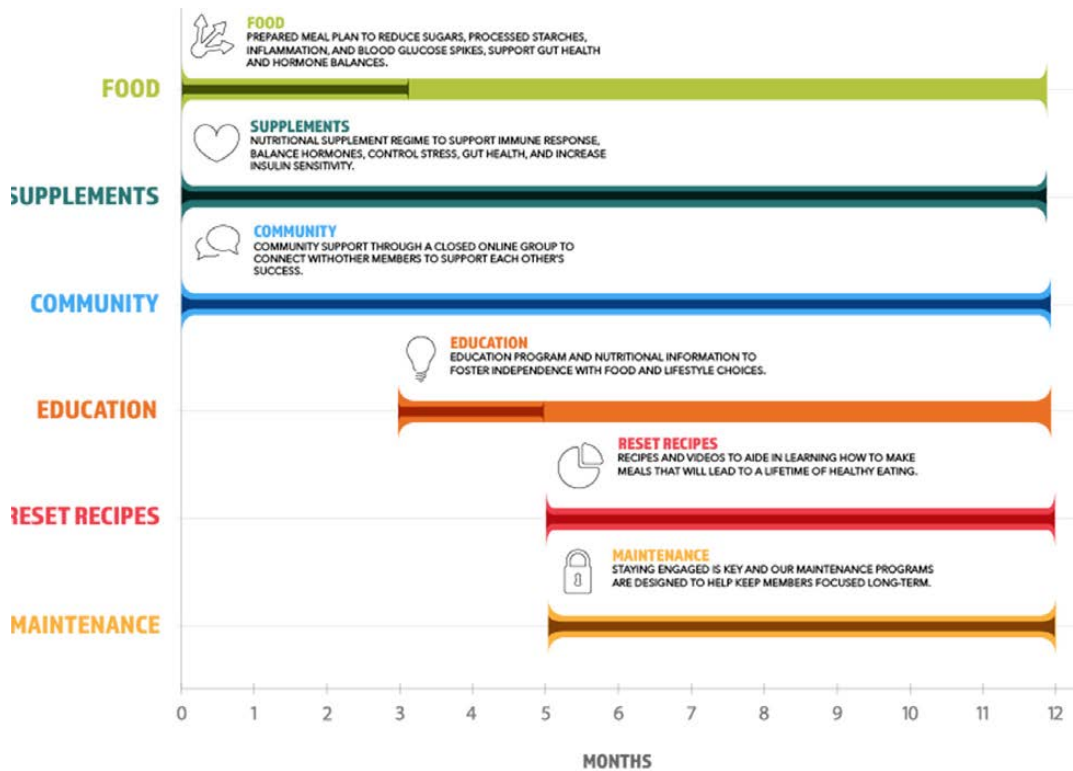 FOOD
PREPARED MEAL PLAN TO REDUCE SUGARS, PROCESSED STARCHES,
INFLAMMATION, AND BLOOD GLUCOSE SPIKES, SUPPORT GUT HEALTH
AND HORMONE BALANCES.
FOOD
SUPPLEMENTS
NUTRITIONAL SUPPLEMENT REGIME TO SUPPORT IMMUNE RESPONSE,
BALANCE HORMONES, CONTROL STRESS, GUT HEALTH, AND INCREASE
INSULIN SENSITIVITY.
SUPPLEMENTS
COMMUNITY
COMMUNITY SUPPORT THROUGH A CLOSED ONLINE GROUP TO
CONNECT WITHOTHER MEMBERS TO SUPPORT EACH OTHER'S
SUCCESS.
COMMUNITY
EDUCATION
EDUCATION PROGRAM AND NUTRITIONAL INFORMATION TO
FOSTER INDEPENDENCE WITH FOOD AND LIFESTYLE CHOICES.
EDUCATION
RESET RECIPES
RECIPES AND VIDEOS TO AIDE IN LEARNING HOW TO MAKE
MEALS THAT WILL LEAD TO A LIFETIME OF HEALTHY EATING.
RESET RECIPES
MAINTENANCE
STAYING ENGAGED IS KEY AND OUR MAINTENANCE PROGRAMS
ARE DESIGNED TO HELP KEEP MEMBERS FOCUSED LONG-TERM.
MAINTENANCE
0 1 2 3 4 5 6 7 8 9 10 11 12
MONTHS